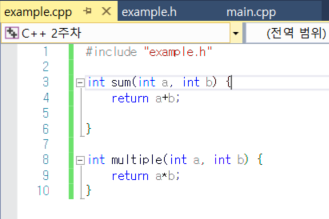 example.cpp example.h main.cpp
C++ 2주차 (전역 범위)
1 #include "example.h"
2
3 int sum(int a, int b) {
4 return a+b;
5
6 }
7
8 int multiple(int a, int b) {
9 return a*b;
10 }